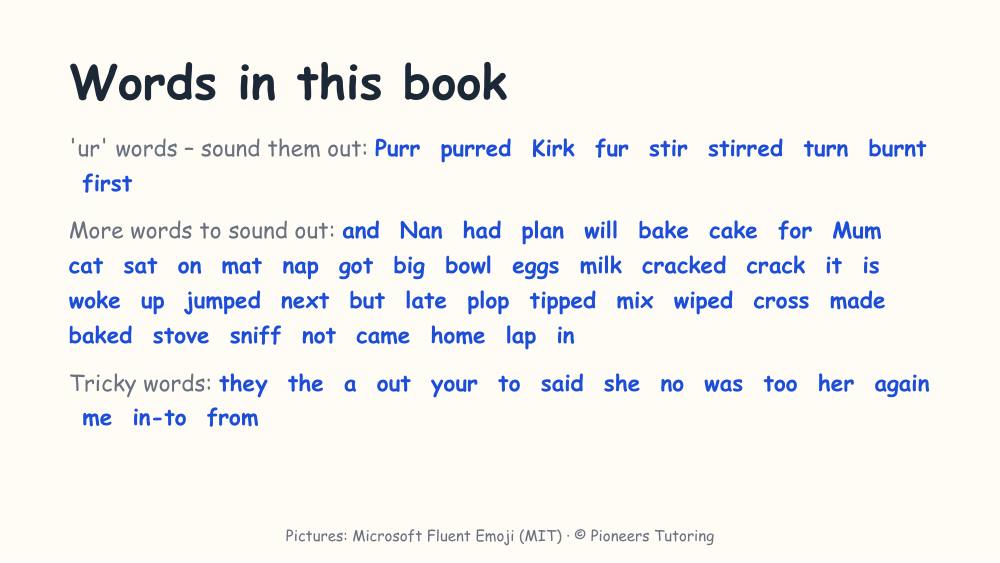 Words in this book
'ur' words – sound them out: Purr purred Kirk fur stir stirred turn burnt
first
More words to sound out: and Nan had plan will bake cake for Mum
cat sat on mat nap got big bowl eggs milk cracked crack it is
woke up jumped next but late plop tipped mix wiped cross made
baked stove sniff not came home lap in
Tricky words: they the a out your to said she no was too her again
me in-to from
Pictures: Microsoft Fluent Emoji (MIT) · © Pioneers Tutoring